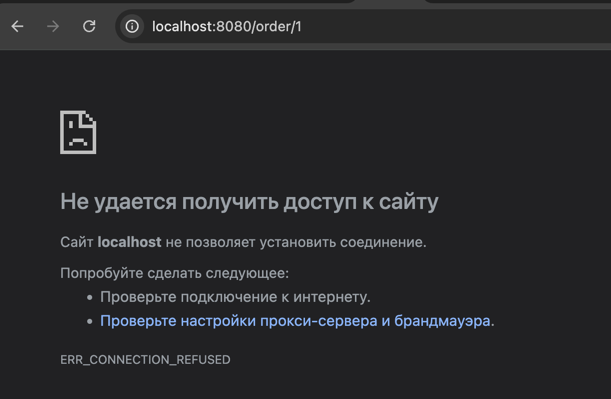 localhost:8080/order/1
Не удается получить доступ к сайту
Сайт localhost не позволяет установить соединение.
Попробуйте сделать следующее:
• Проверьте подключение к интернету.
• Проверьте настройки прокси-сервера и брандмауэра.
ERR_CONNECTION_REFUSED